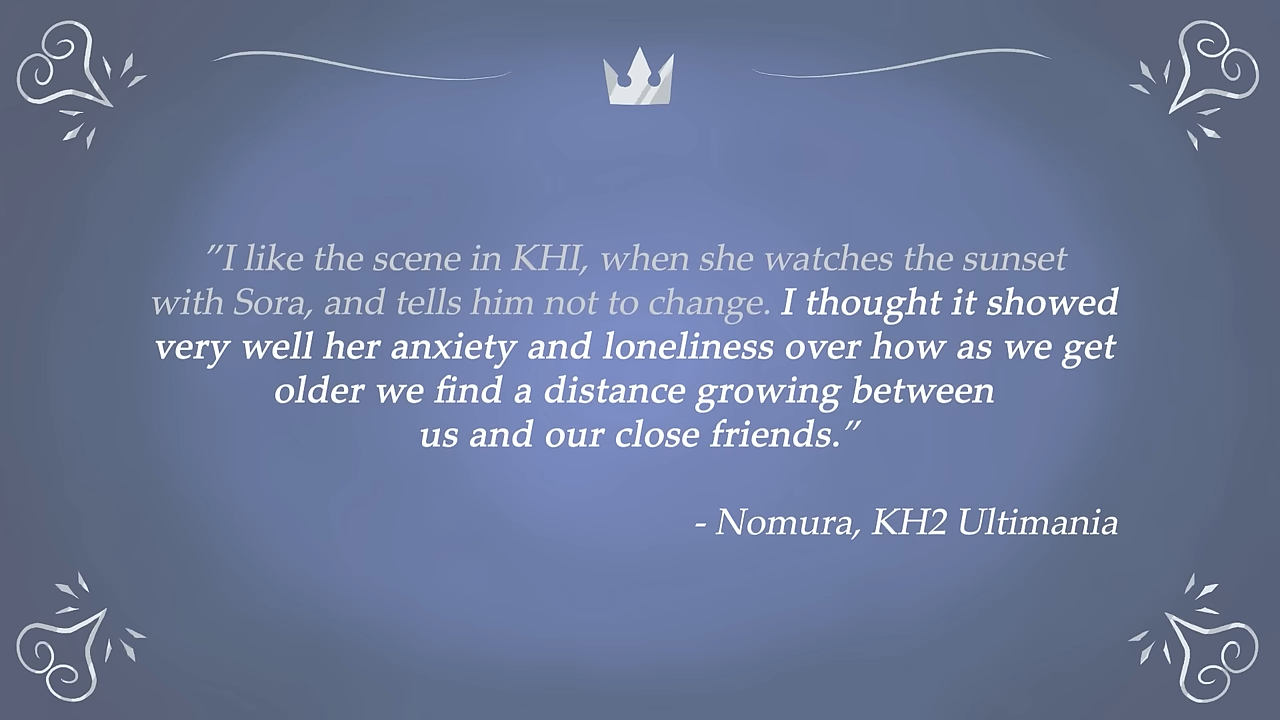 "I like the scene in KHI, when she watches the sunset
with Sora, and tells him not to change. I thought it showed
very well her anxiety and loneliness over how as we get
older we find a distance growing between
us and our close friends."
- Nomura, KH2 Ultimania